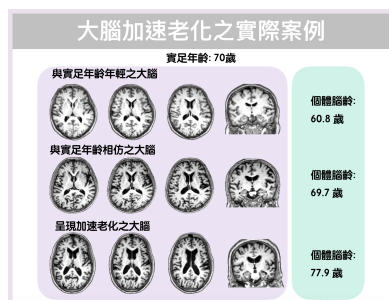 大腦加速老化之實際案例
實足年齡: 70歲
與實足年齡年輕之大腦
個體腦齡:
60.8 歲
與實足年齡相仿之大腦
個體腦齡:
69.7 歲
呈現加速老化之大腦
個體腦齡:
77.9 歲